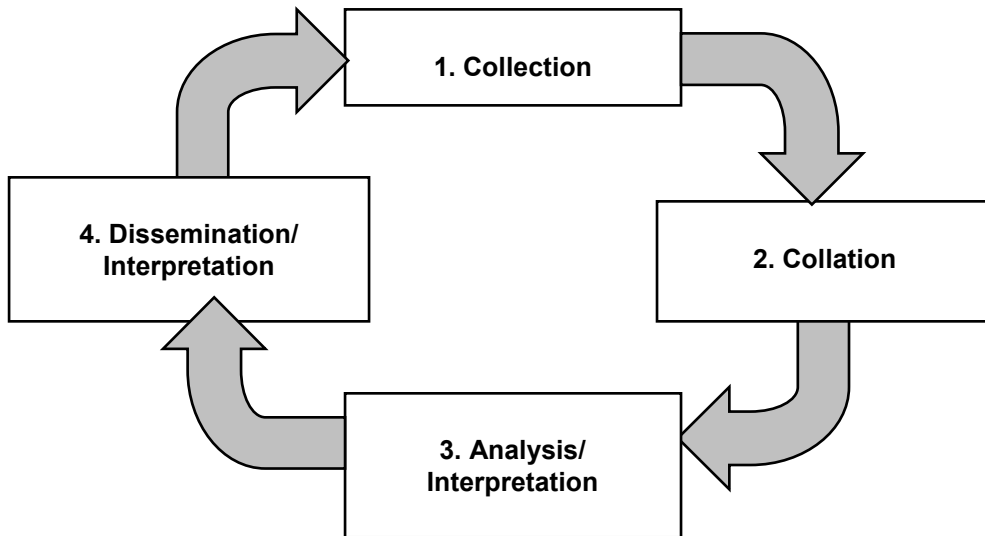 1. Collection
2. Collation
3. Analysis/
Interpretation
4. Dissemination/
Interpretation